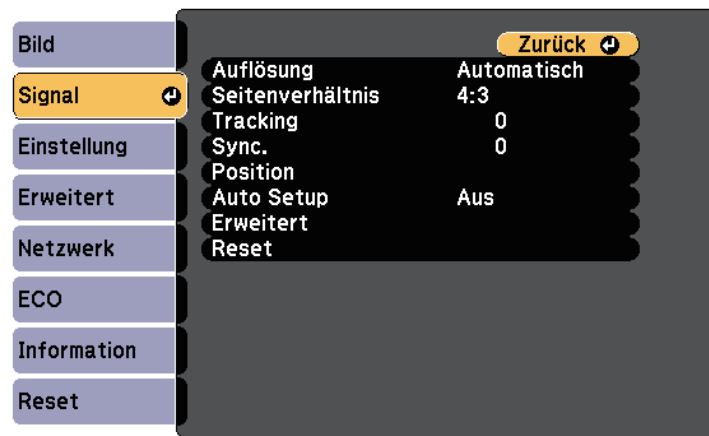 Bild
Signal
Einstellung
Erweitert
Netzwerk
ECO
Information
Reset
Zurück
Auflösung Automatisch
Seitenverhältnis 4:3
Tracking 0
Sync. 0
Position
Auto Setup Aus
Erweitert
Reset